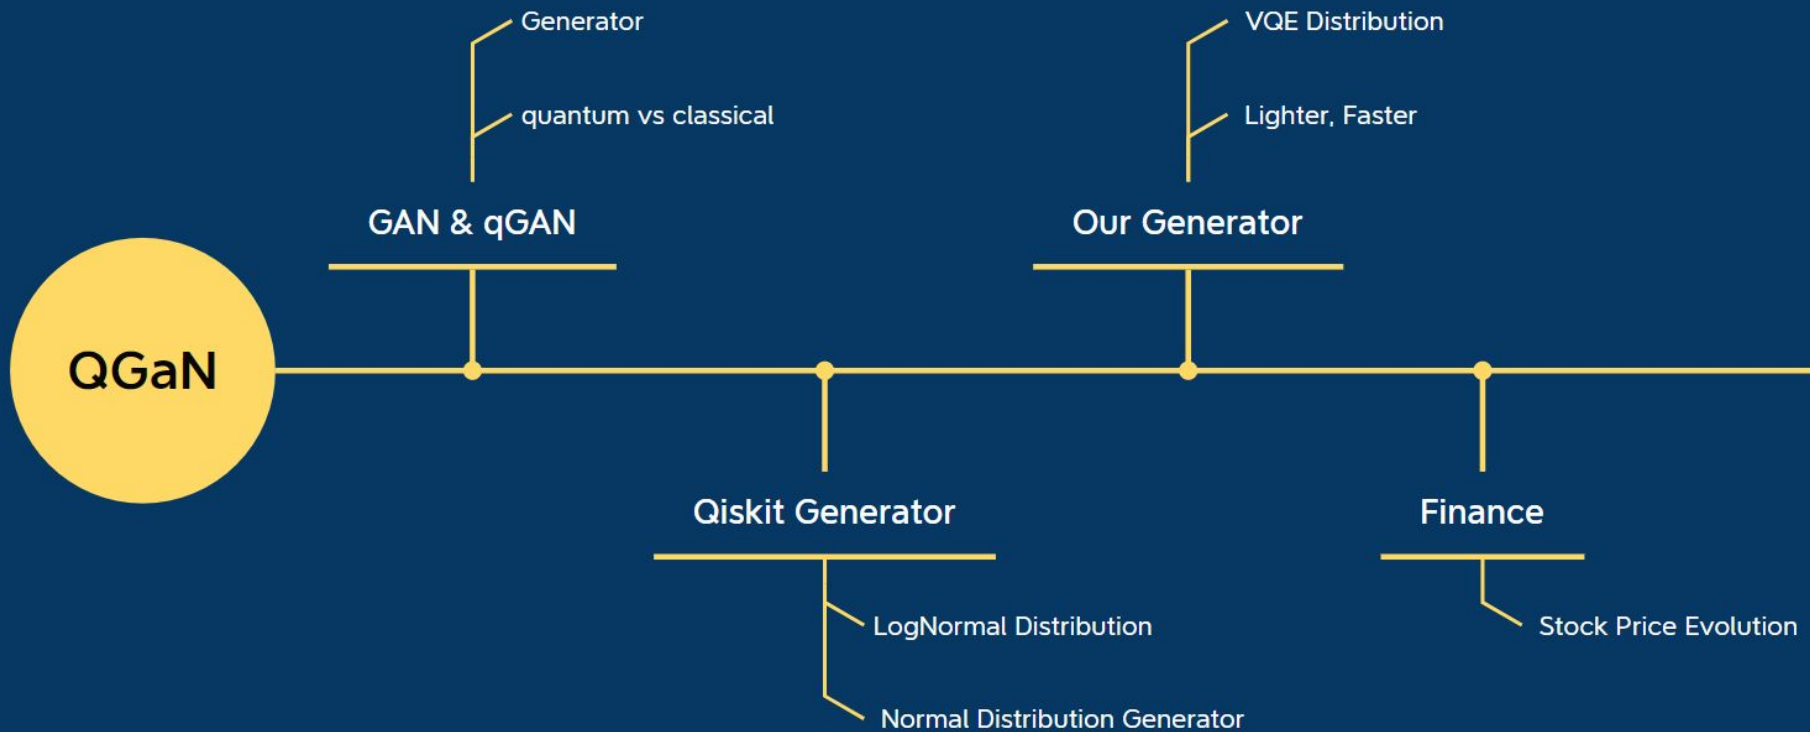 Generator
quantum vs classical
GAN & qGAN
VQE Distribution
Lighter, Faster
Our Generator
QGaN
Qiskit Generator
LogNormal Distribution
Normal Distribution Generator
Finance
Stock Price Evolution